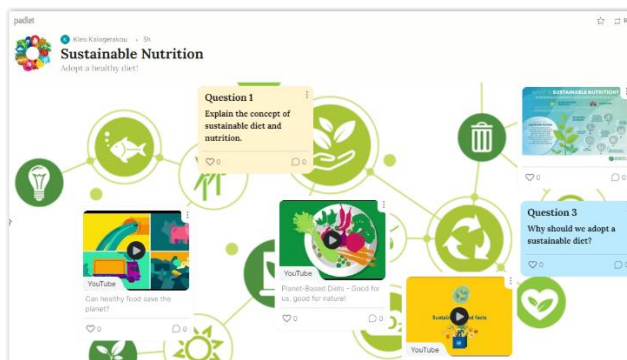 padlet
Kleo Kalogerakou • 5h
Sustainable Nutrition
Adopt a healthy diet!
Question 1
Explain the concept of
sustainable diet and
nutrition.
0 0
SUSTAINABLE NUTRITION?
0 0
Question 3
Why should we adopt a
sustainable diet?
0 0
YouTube
Can healthy food save the
planet?
0 0
YouTube
Planet-Based Diets - Good for
us, good for nature!
0 0
YouTube